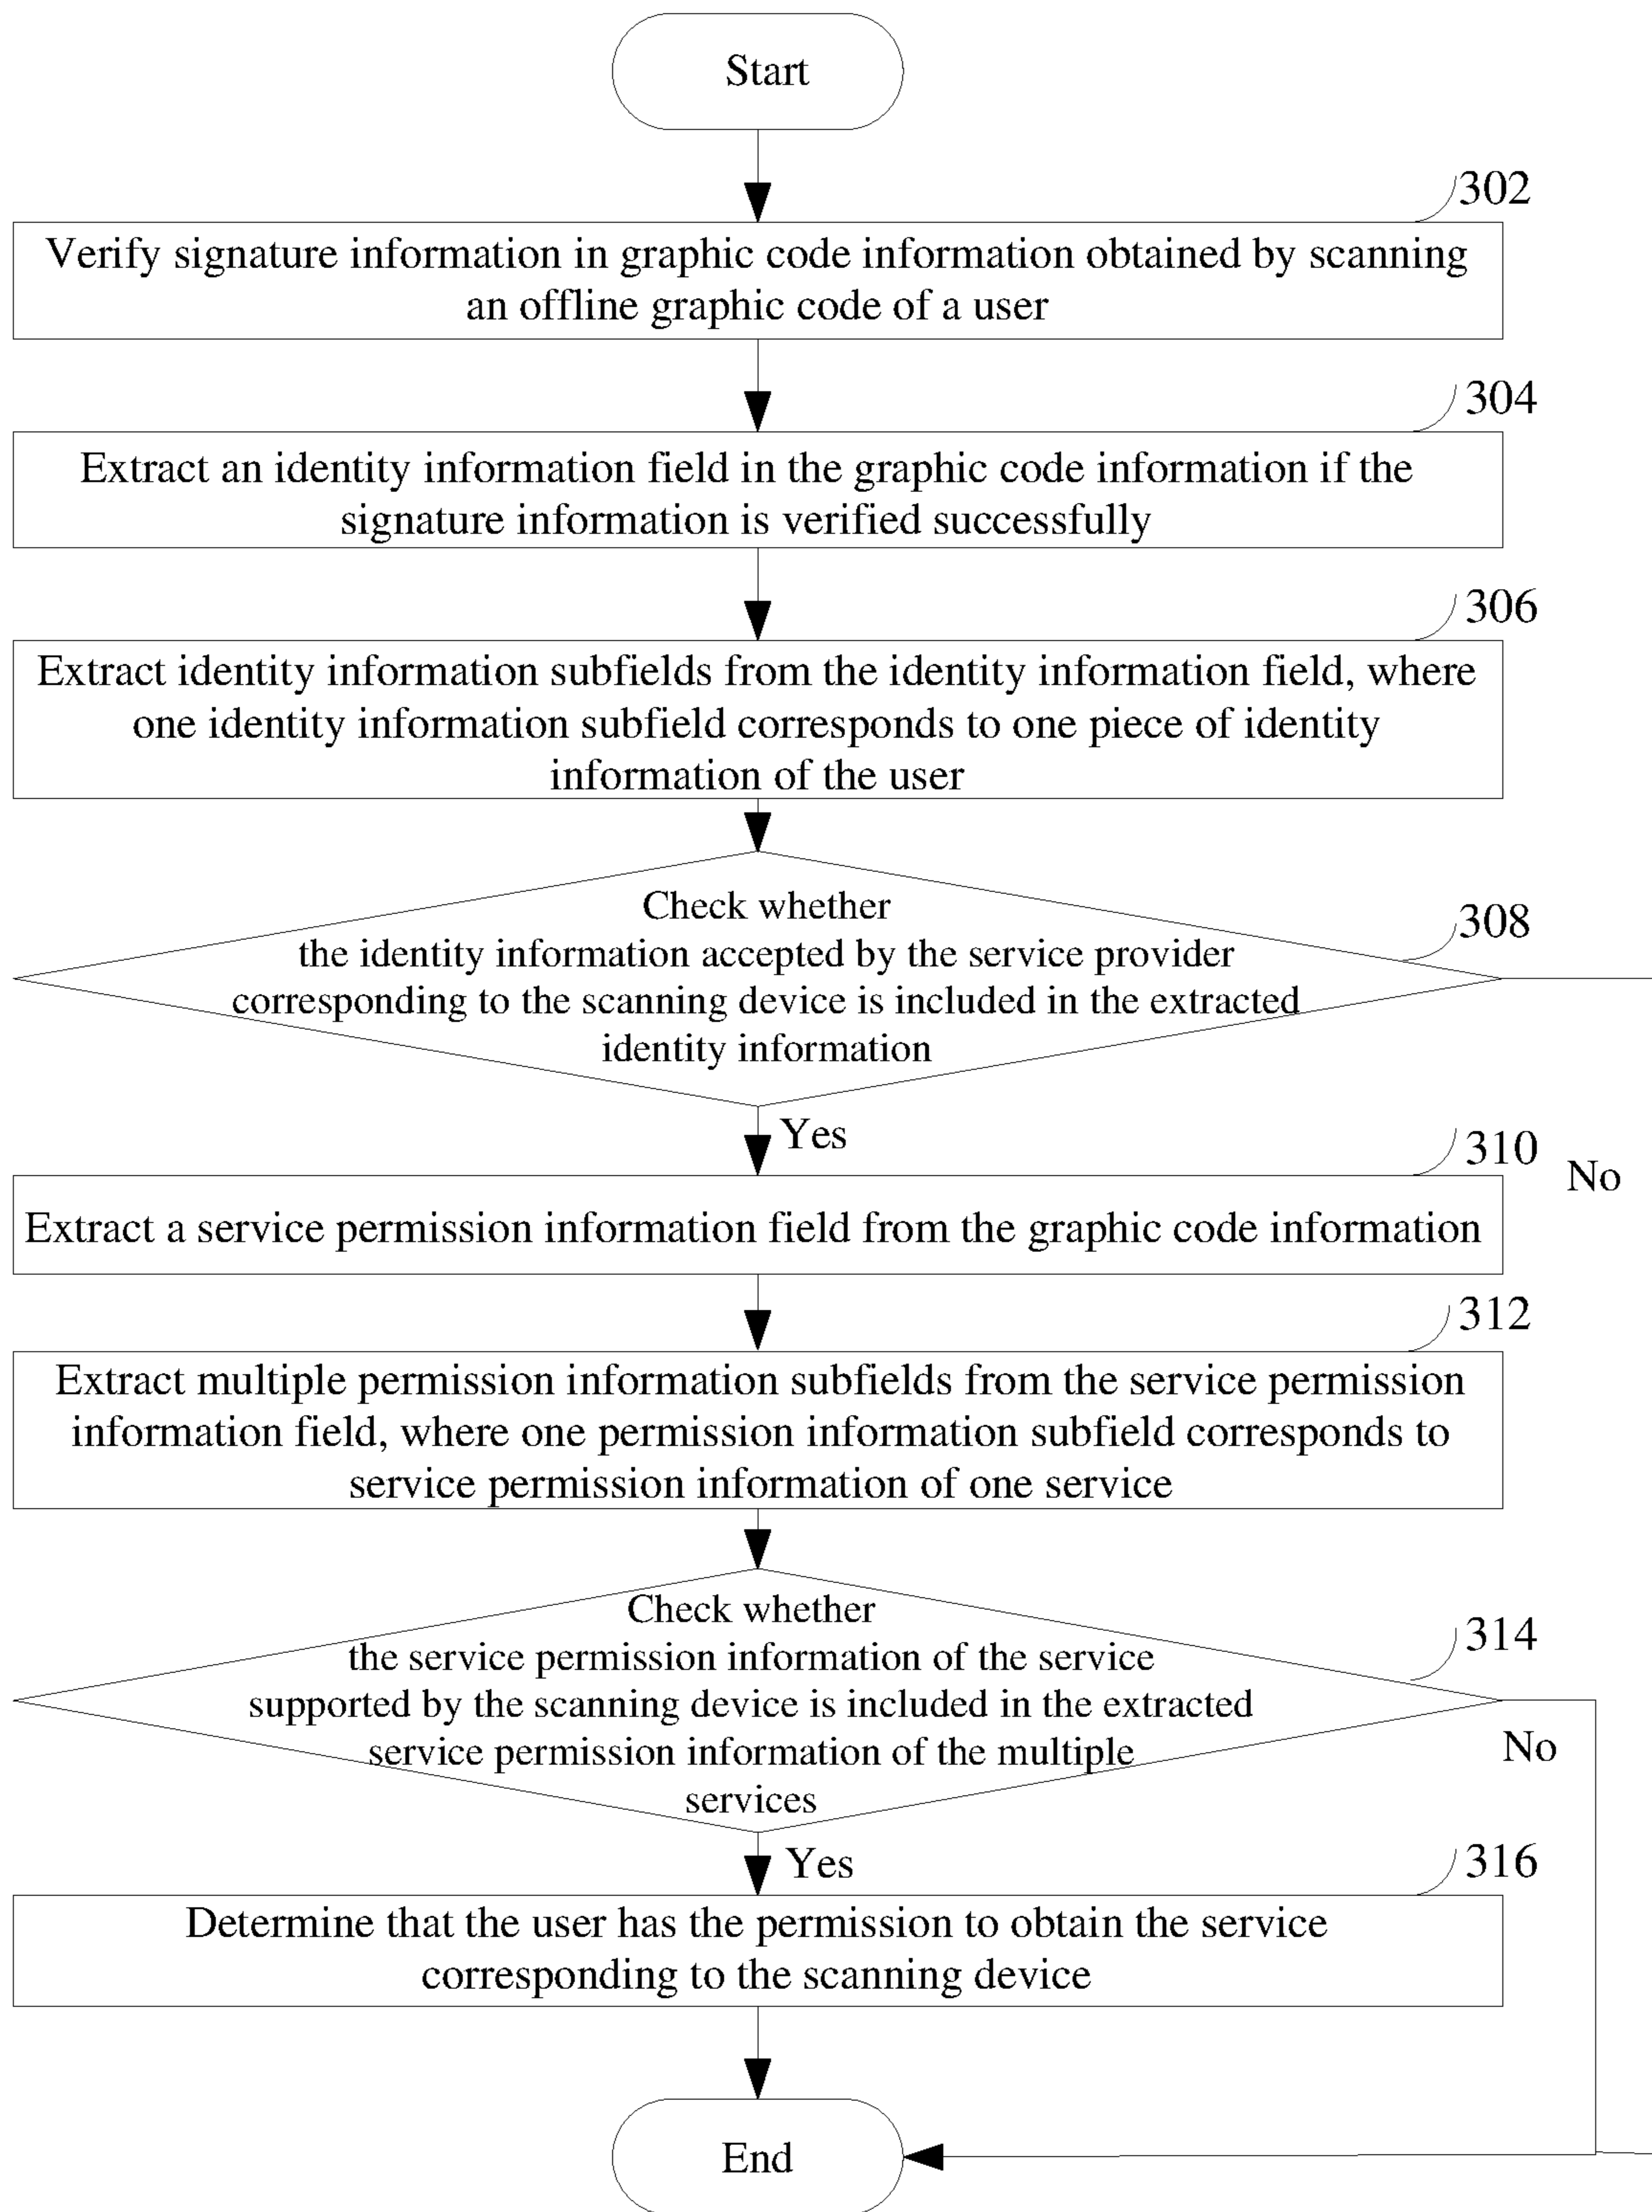 Start
302
Verify signature information in graphic code information obtained by scanning
an offline graphic code of a user
304
Extract an identity information field in the graphic code information if the
signature information is verified successfully
306
Extract identity information subfields from the identity information field, where
one identity information subfield corresponds to one piece of identity
information of the user
Check whether
the identity information accepted by the service provider
corresponding to the scanning device is included in the extracted
identity information
308
Yes
310
No
Extract a service permission information field from the graphic code information
312
Extract multiple permission information subfields from the service permission
information field, where one permission information subfield corresponds to
service permission information of one service
Check whether
the service permission information of the service
supported by the scanning device is included in the extracted
service permission information of the multiple
services
314
No
Yes
316
Determine that the user has the permission to obtain the service
corresponding to the scanning device
End